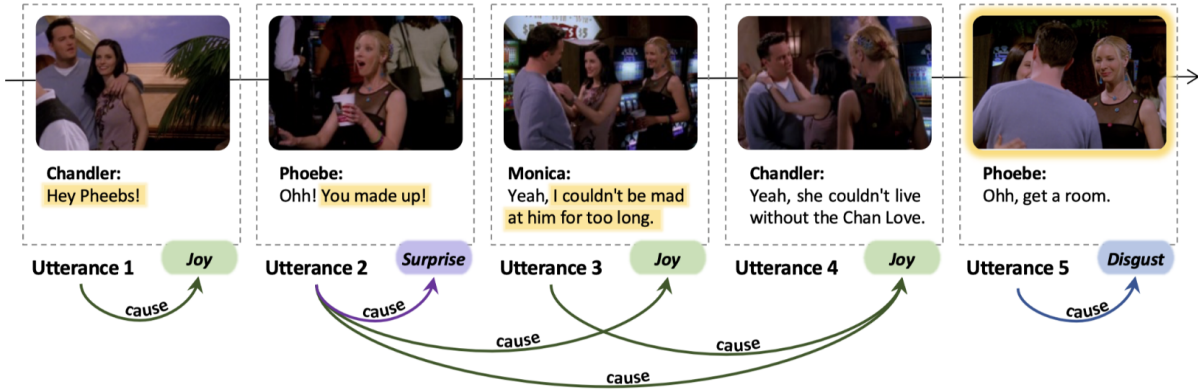 Chandler:
Hey Pheebs!
Phoebe:
Ohh! You made up!
Monica:
Yeah, I couldn't be mad
at him for too long.
Chandler:
Yeah, she couldn't live
without the Chan Love.
Phoebe:
Ohh, get a room.
Utterance 1
Joy
Utterance 2
Surprise
Utterance 3
Joy
Utterance 4
Joy
Utterance 5
Disgust
cause
cause
cause
cause
cause
cause